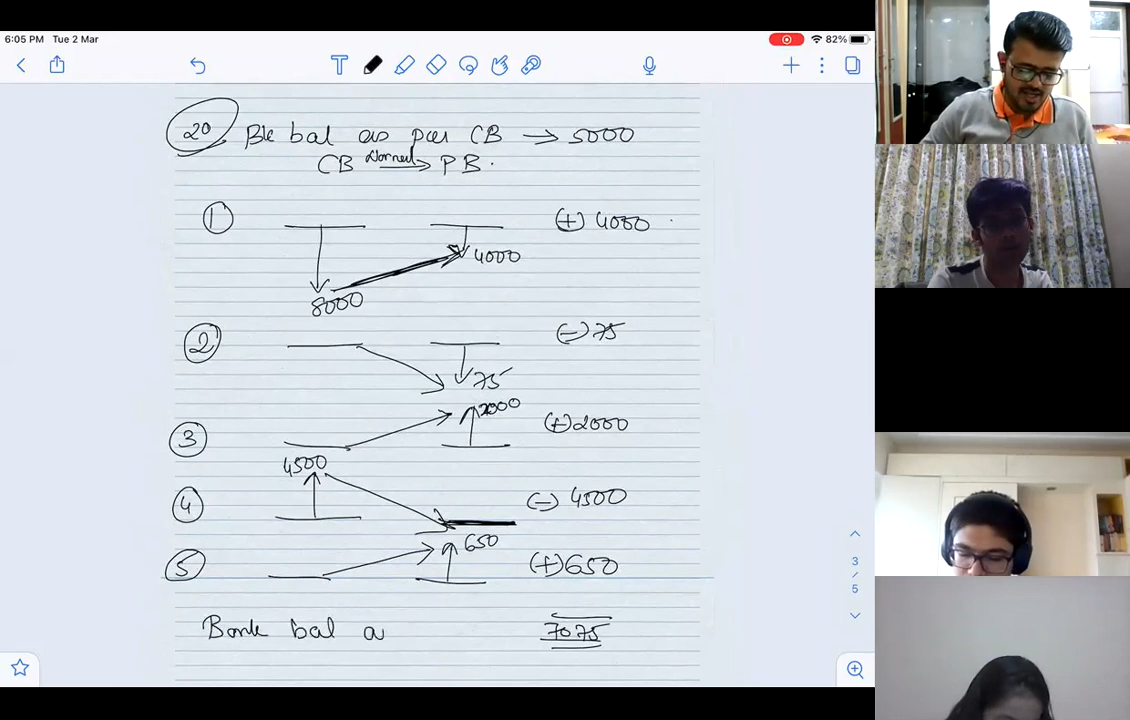 6:05 PM Tue 2 Mar
82%
20 Bk bal as per CB → 5000
CB Normal→ PB.
1 (+) 4000
4000
8000
2 (-) 75
75
2000
3 (+) 2000
4500
4 (-) 4500
650
5 (+) 650
Bank bal a 7075
3
/
5